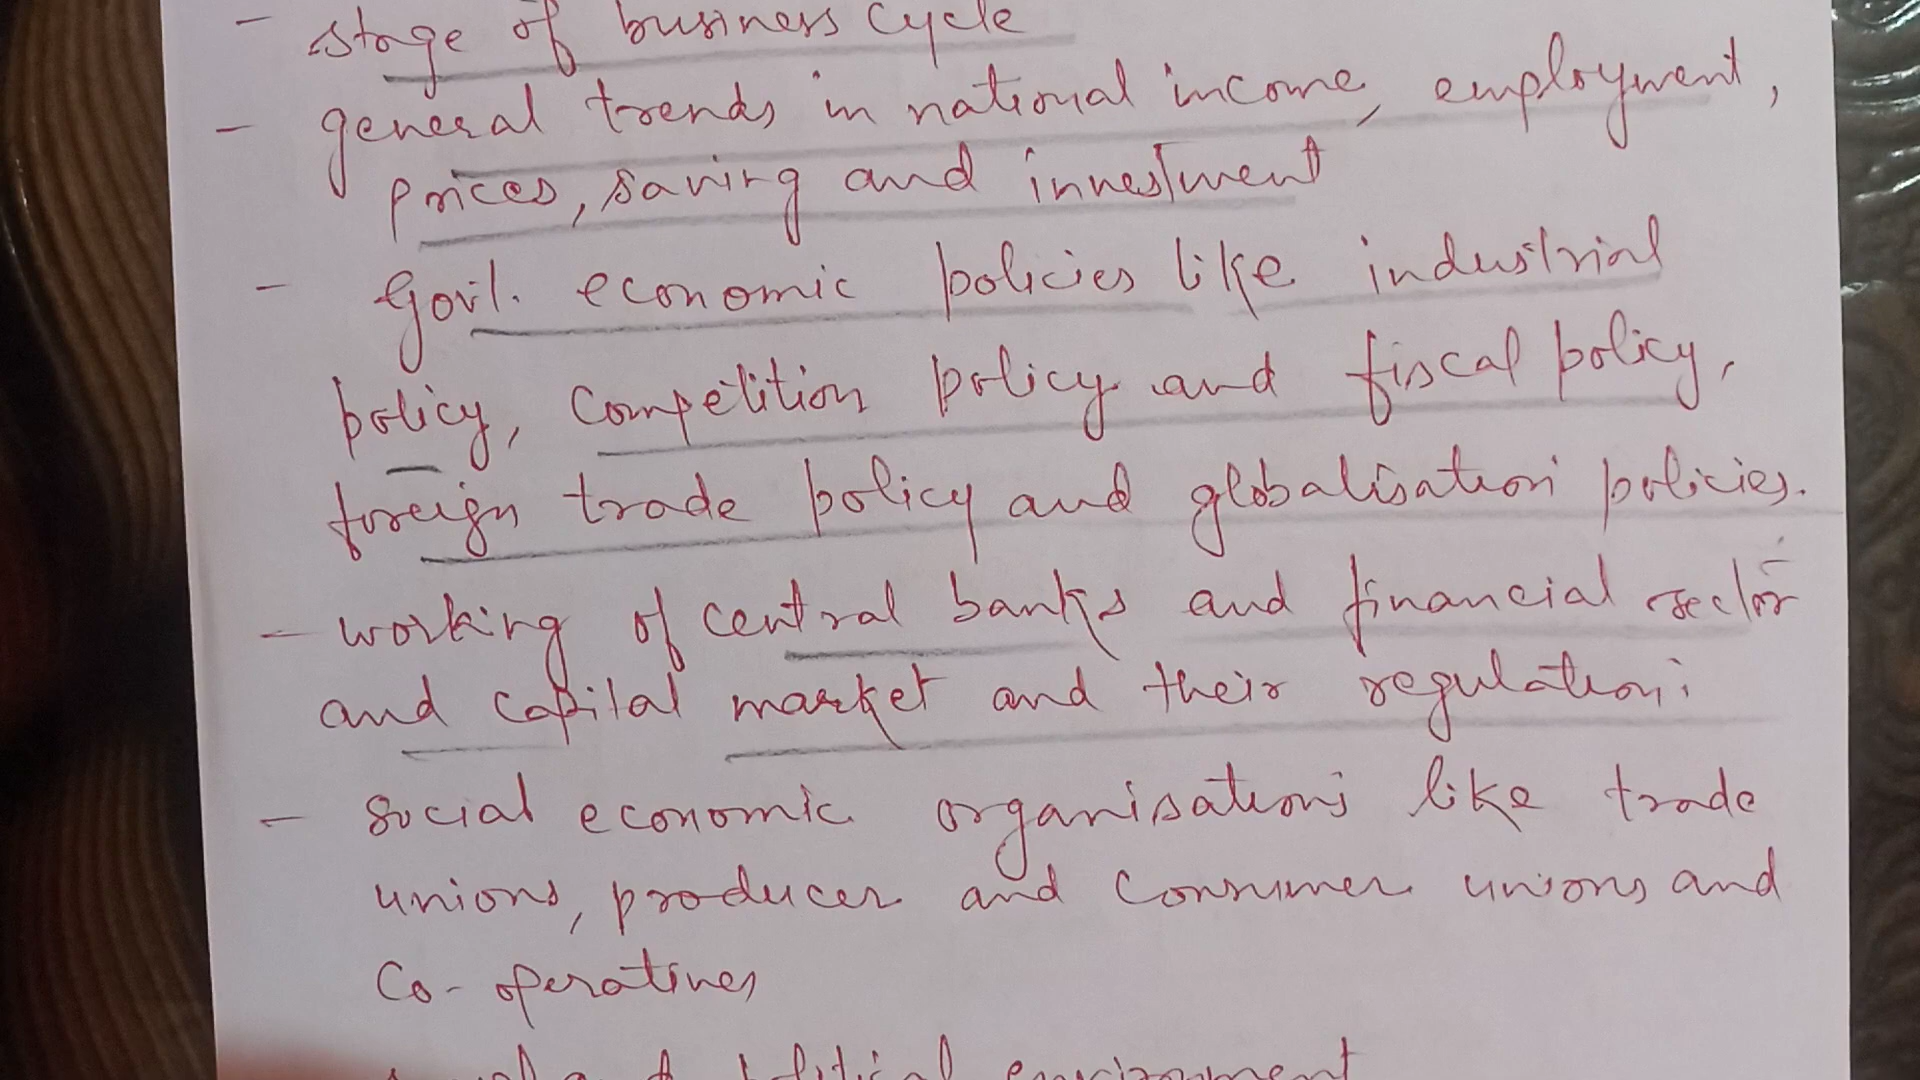 - stage of business cycle
- general trends in national income, employment,
prices, saving and investment
- Govt. economic policies like industrial
policy, competition policy and fiscal policy,
foreign trade policy and globalisation policies.
- working of central banks and financial sector
and capital market and their regulation;
- social economic organisations like trade
unions, producer and consumer unions and
Co-operatives
political environment